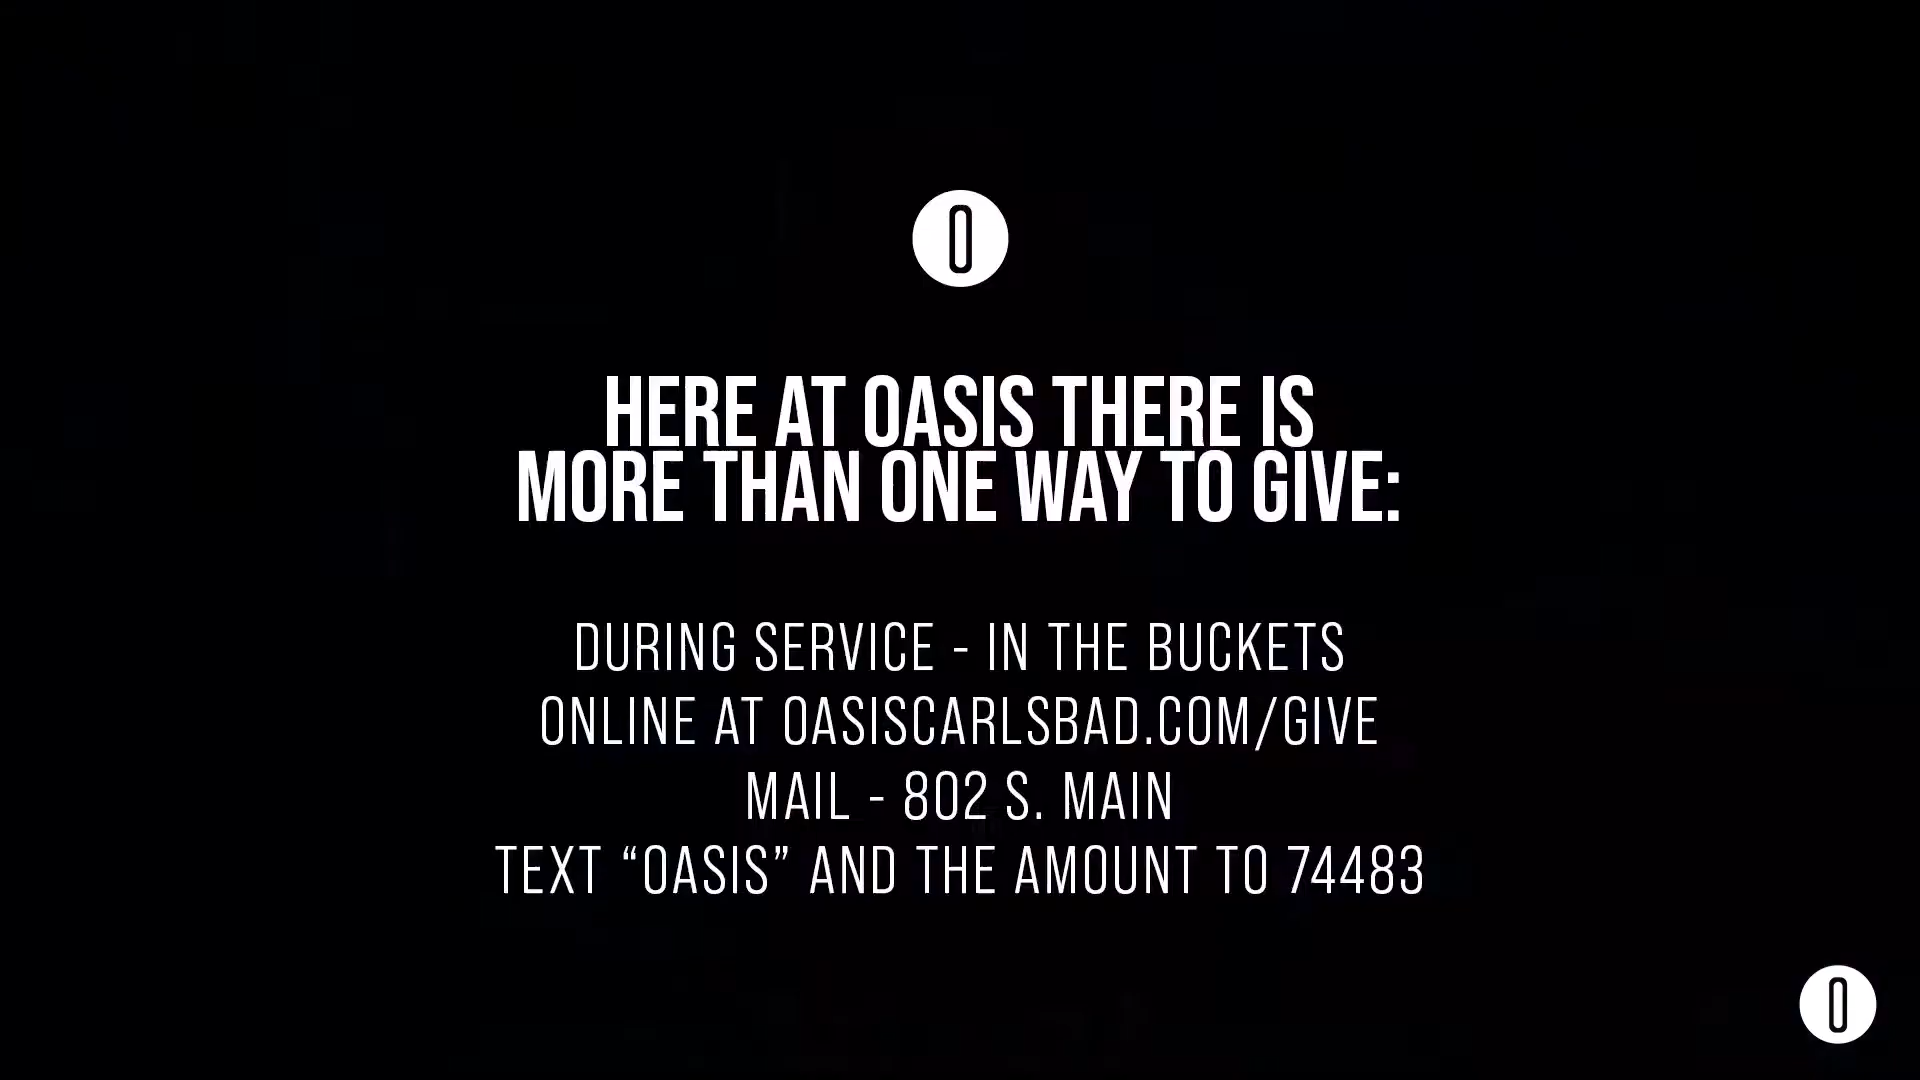 O
HERE AT OASIS THERE IS
MORE THAN ONE WAY TO GIVE:
DURING SERVICE - IN THE BUCKETS
ONLINE AT OASISCARLSBAD.COM/GIVE
MAIL - 802 S. MAIN
TEXT “OASIS” AND THE AMOUNT TO 74483
O